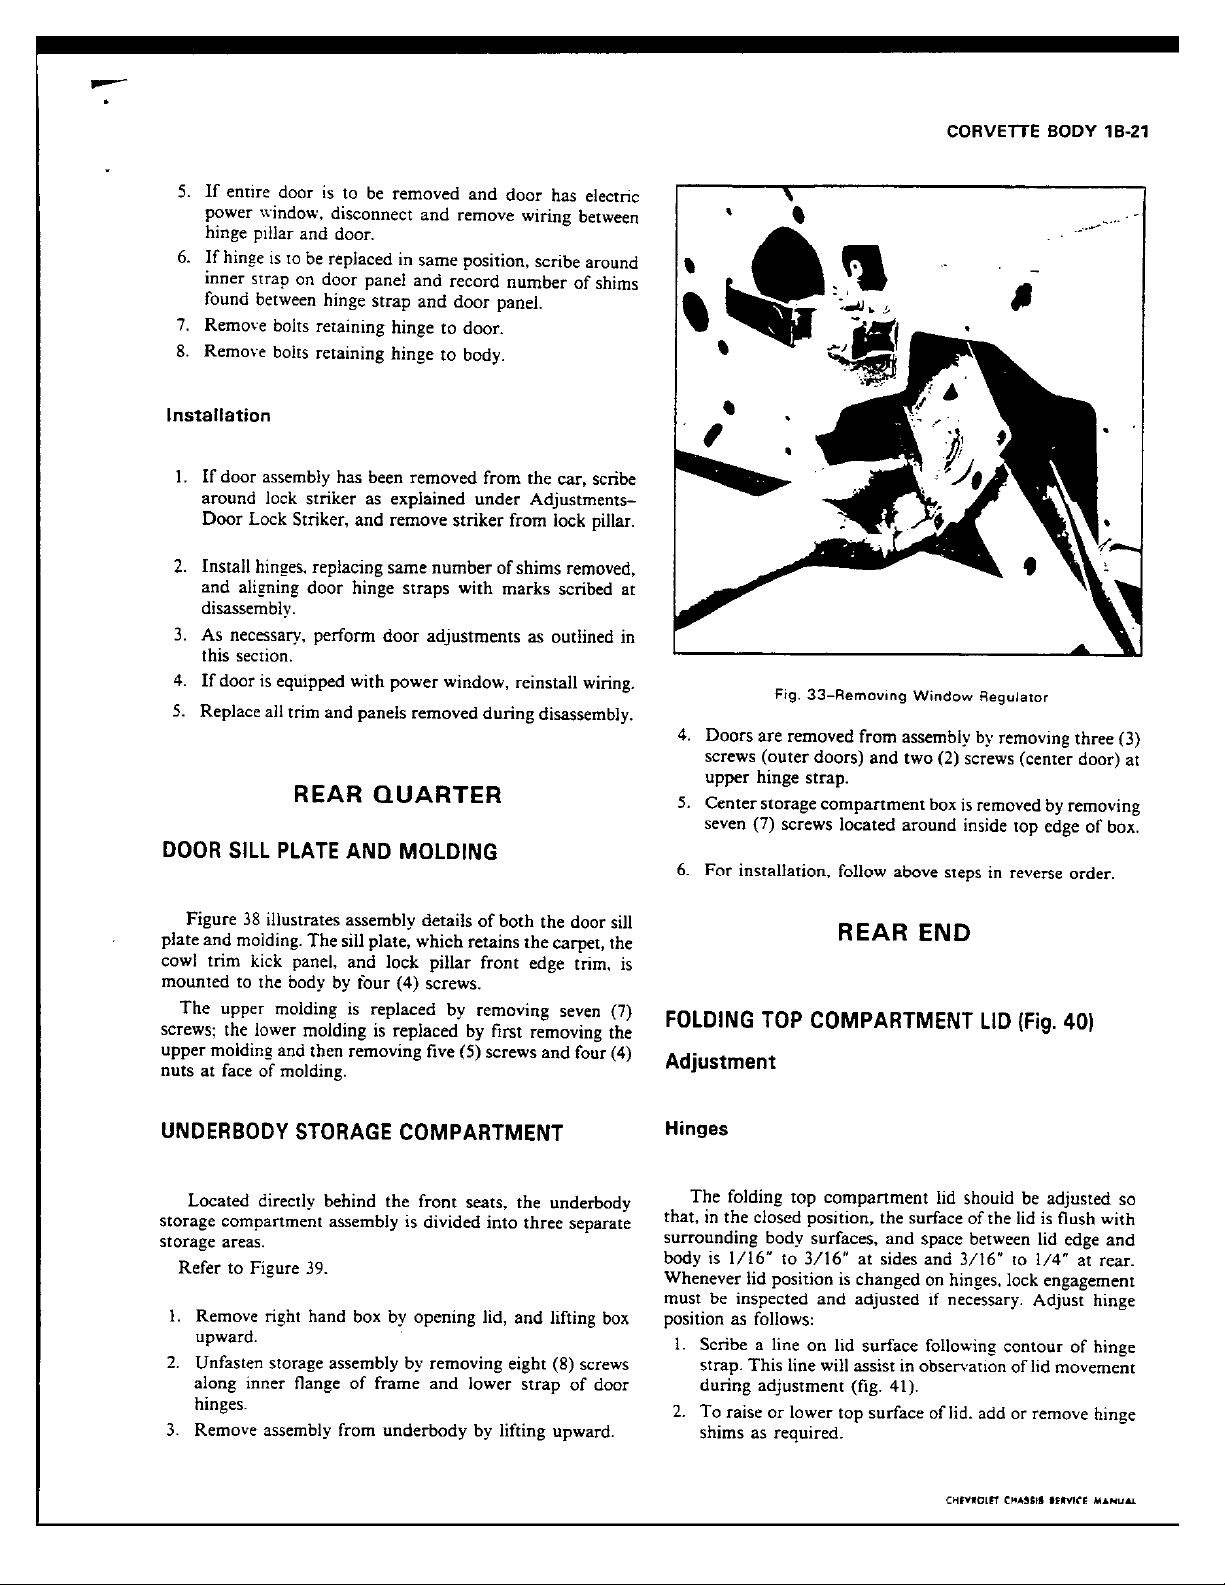 CORVETTE BODY 1B-21
5. If entire door is to be removed and door has electric
power window, disconnect and remove wiring between
hinge pillar and door.
6. If hinge is to be replaced in same position, scribe around
inner strap on door panel and record number of shims
found between hinge strap and door panel.
7. Remove bolts retaining hinge to door.
8. Remove bolts retaining hinge to body.
Installation
1. If door assembly has been removed from the car, scribe
around lock striker as explained under Adjustments–
Door Lock Striker, and remove striker from lock pillar.
2. Install hinges, replacing same number of shims removed,
and aligning door hinge straps with marks scribed at
disassembly.
3. As necessary, perform door adjustments as outlined in
this section.
4. If door is equipped with power window, reinstall wiring.
5. Replace all trim and panels removed during disassembly.
REAR QUARTER
DOOR SILL PLATE AND MOLDING
Figure 38 illustrates assembly details of both the door sill
plate and molding. The sill plate, which retains the carpet, the
cowl trim kick panel, and lock pillar front edge trim, is
mounted to the body by four (4) screws.
The upper molding is replaced by removing seven (7)
screws; the lower molding is replaced by first removing the
upper molding and then removing five (5) screws and four (4)
nuts at face of molding.
UNDERBODY STORAGE COMPARTMENT
Located directly behind the front seats, the underbody
storage compartment assembly is divided into three separate
storage areas.
Refer to Figure 39.
1. Remove right hand box by opening lid, and lifting box
upward.
2. Unfasten storage assembly by removing eight (8) screws
along inner flange of frame and lower strap of door
hinges.
3. Remove assembly from underbody by lifting upward.
Fig. 33–Removing Window Regulator
4. Doors are removed from assembly by removing three (3)
screws (outer doors) and two (2) screws (center door) at
upper hinge strap.
5. Center storage compartment box is removed by removing
seven (7) screws located around inside top edge of box.
6. For installation, follow above steps in reverse order.
REAR END
FOLDING TOP COMPARTMENT LID (Fig. 40)
Adjustment
Hinges
The folding top compartment lid should be adjusted so
that, in the closed position, the surface of the lid is flush with
surrounding body surfaces, and space between lid edge and
body is 1/16" to 3/16" at sides and 3/16" to 1/4" at rear.
Whenever lid position is changed on hinges, lock engagement
must be inspected and adjusted if necessary. Adjust hinge
position as follows:
1. Scribe a line on lid surface following contour of hinge
strap. This line will assist in observation of lid movement
during adjustment (fig. 41).
2. To raise or lower top surface of lid. add or remove hinge
shims as required.
CHEVROLET CHASSIS SERVICE MANUAL